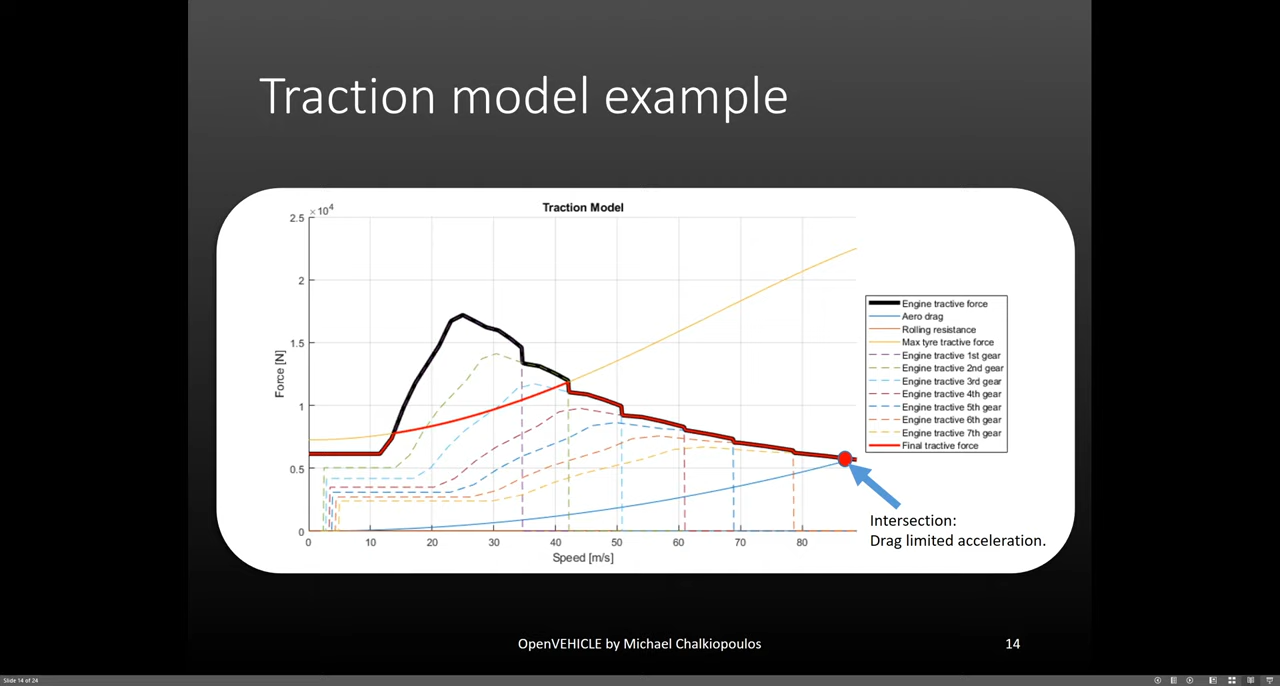 Traction model example
Traction Model
× 10⁴
2.5
2
1.5
1
0.5
0
Force [N]
0 10 20 30 40 50 60 70 80
Speed [m/s]
Engine tractive force
Aero drag
Rolling resistance
Max tyre tractive force
Engine tractive 1st gear
Engine tractive 2nd gear
Engine tractive 3rd gear
Engine tractive 4th gear
Engine tractive 5th gear
Engine tractive 6th gear
Engine tractive 7th gear
Final tractive force
Intersection:
Drag limited acceleration.
OpenVEHICLE by Michael Chalkiopoulos
14
Slide 14 of 24